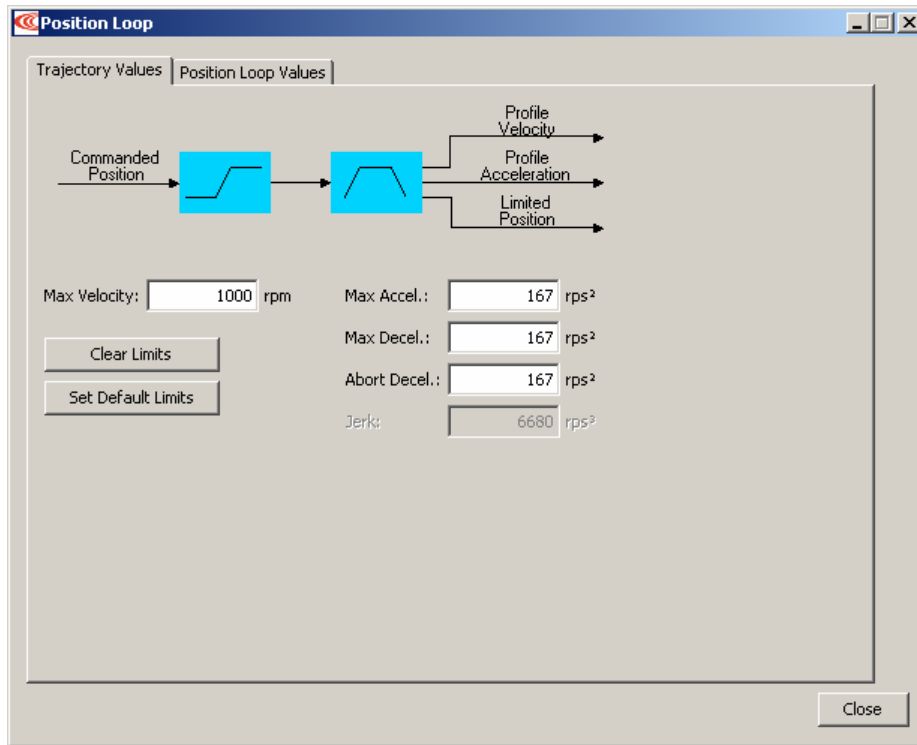 Position Loop
Trajectory Values
Position Loop Values
Commanded
Position
Profile
Velocity
Profile
Acceleration
Limited
Position
Max Velocity: 1000 rpm
Max Accel.: 167 rps²
Max Decel.: 167 rps²
Clear Limits
Abort Decel.: 167 rps²
Set Default Limits
Jerk: 6680 rps³
Close